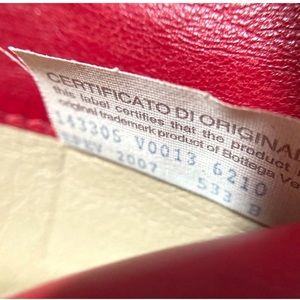 CERTIFICATO DI ORIGINAL
this label certifies that the product
original trademark product of Bottega Ve
143305 V0013 6210
2007 533 B